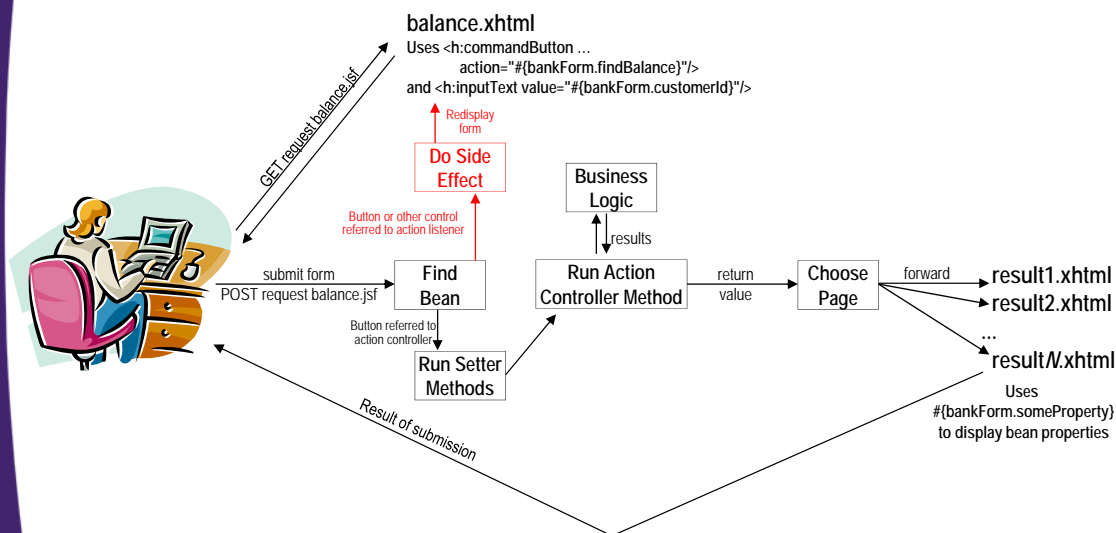 balance.xhtml
Uses <h:commandButton …
action="#{bankForm.findBalance}"/>
and <h:inputText value="#{bankForm.customerId}"/>
GET request balance.jsf
Redisplay
form
Do Side
Effect
Button or other control
referred to action listener
Business
Logic
results
submit form
POST request balance.jsf
Find
Bean
Run Action
Controller Method
return
value
Choose
Page
forward
result1.xhtml
result2.xhtml
...
resultN.xhtml
Button referred to
action controller
Run Setter
Methods
Uses
#{bankForm.someProperty}
to display bean properties
Result of submission